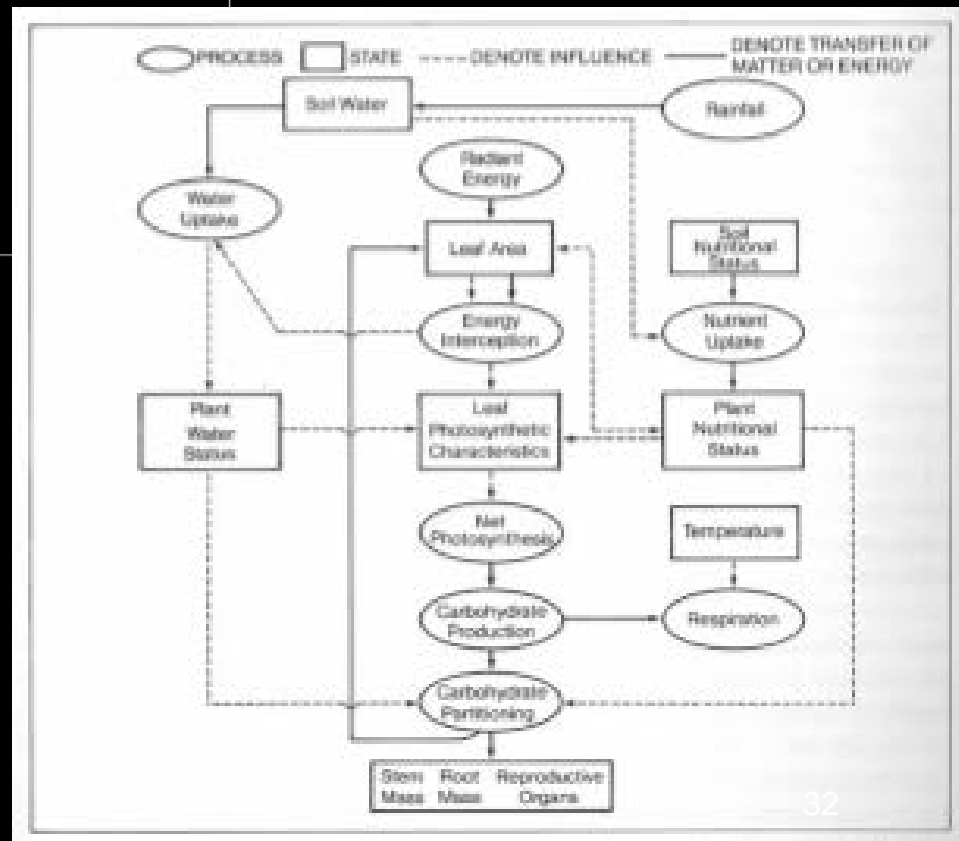 PROCESS STATE DENOTE INFLUENCE DENOTE TRANSFER OF
MATTER OR ENERGY
Soil Water
Rainfall
Radiant
Energy
Water
Uptake
Leaf Area
Soil
Nutritional
Status
Energy
Interception
Nutrient
Uptake
Plant
Water
Status
Leaf
Photosynthetic
Characteristics
Plant
Nutritional
Status
Net
Photosynthesis
Temperature
Carbohydrate
Production
Respiration
Carbohydrate
Partitioning
Stem Root Reproductive
Mass Mass Organs
32